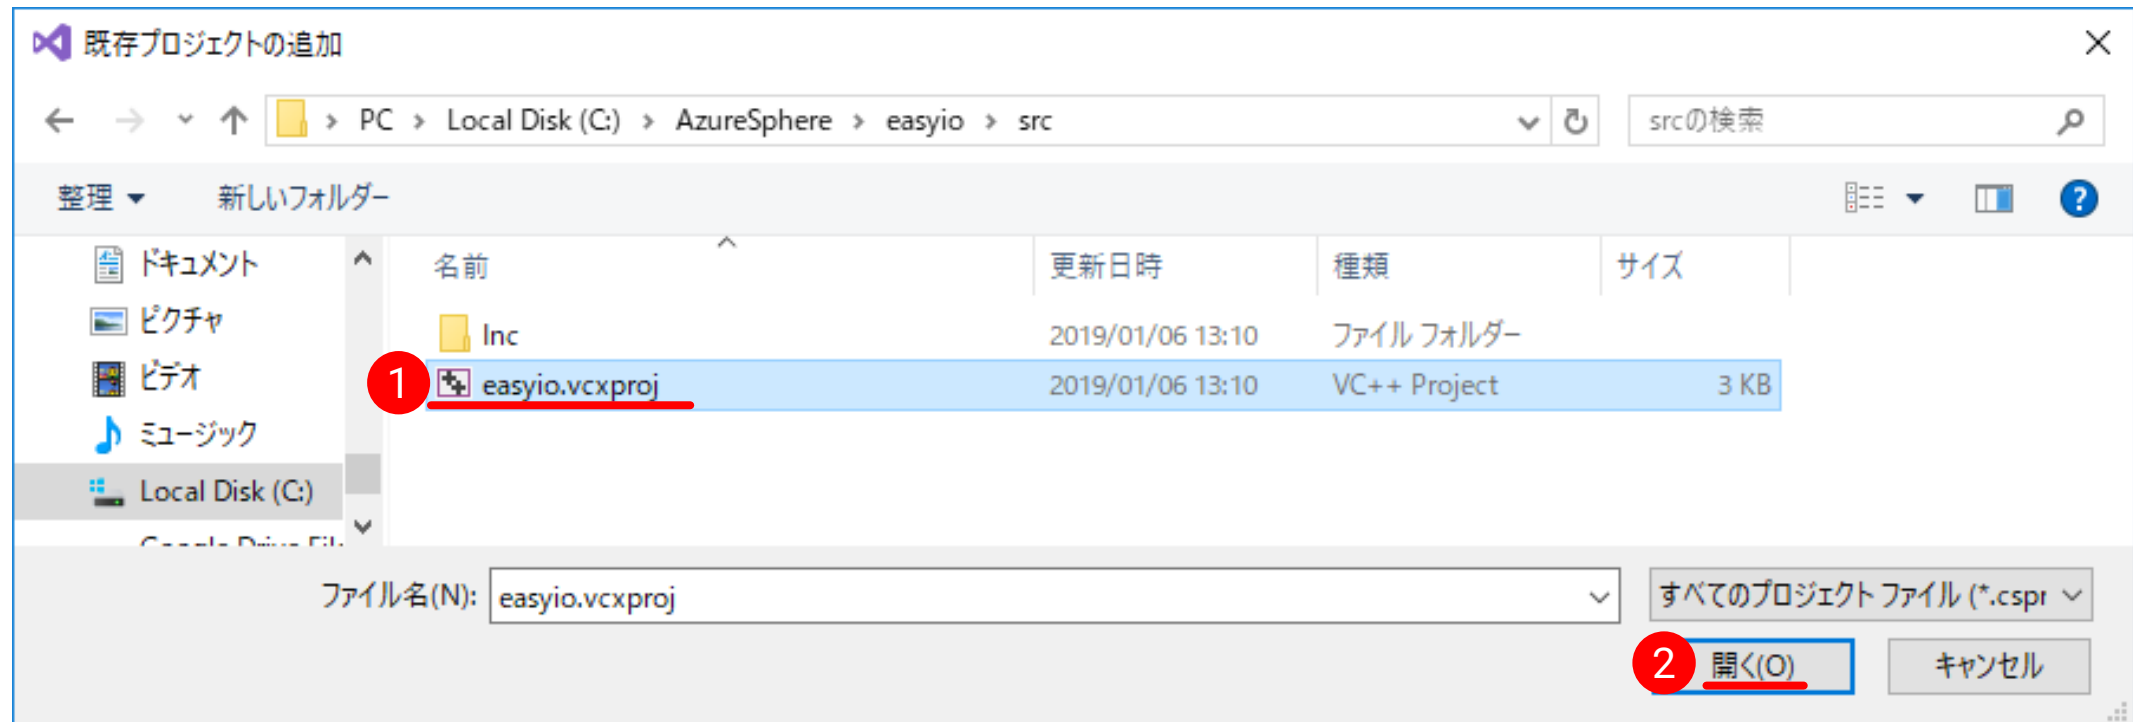 既存プロジェクトの追加
PC > Local Disk (C:) > AzureSphere > easyio > src
srcの検索
整理 新しいフォルダー
ドキュメント
ピクチャ
ビデオ
ミュージック
Local Disk (C:)
名前 更新日時 種類 サイズ
Inc 2019/01/06 13:10 ファイル フォルダー
1 easyio.vcxproj 2019/01/06 13:10 VC++ Project 3 KB
ファイル名(N): easyio.vcxproj すべてのプロジェクト ファイル (*.cspr
2 開く(O) キャンセル